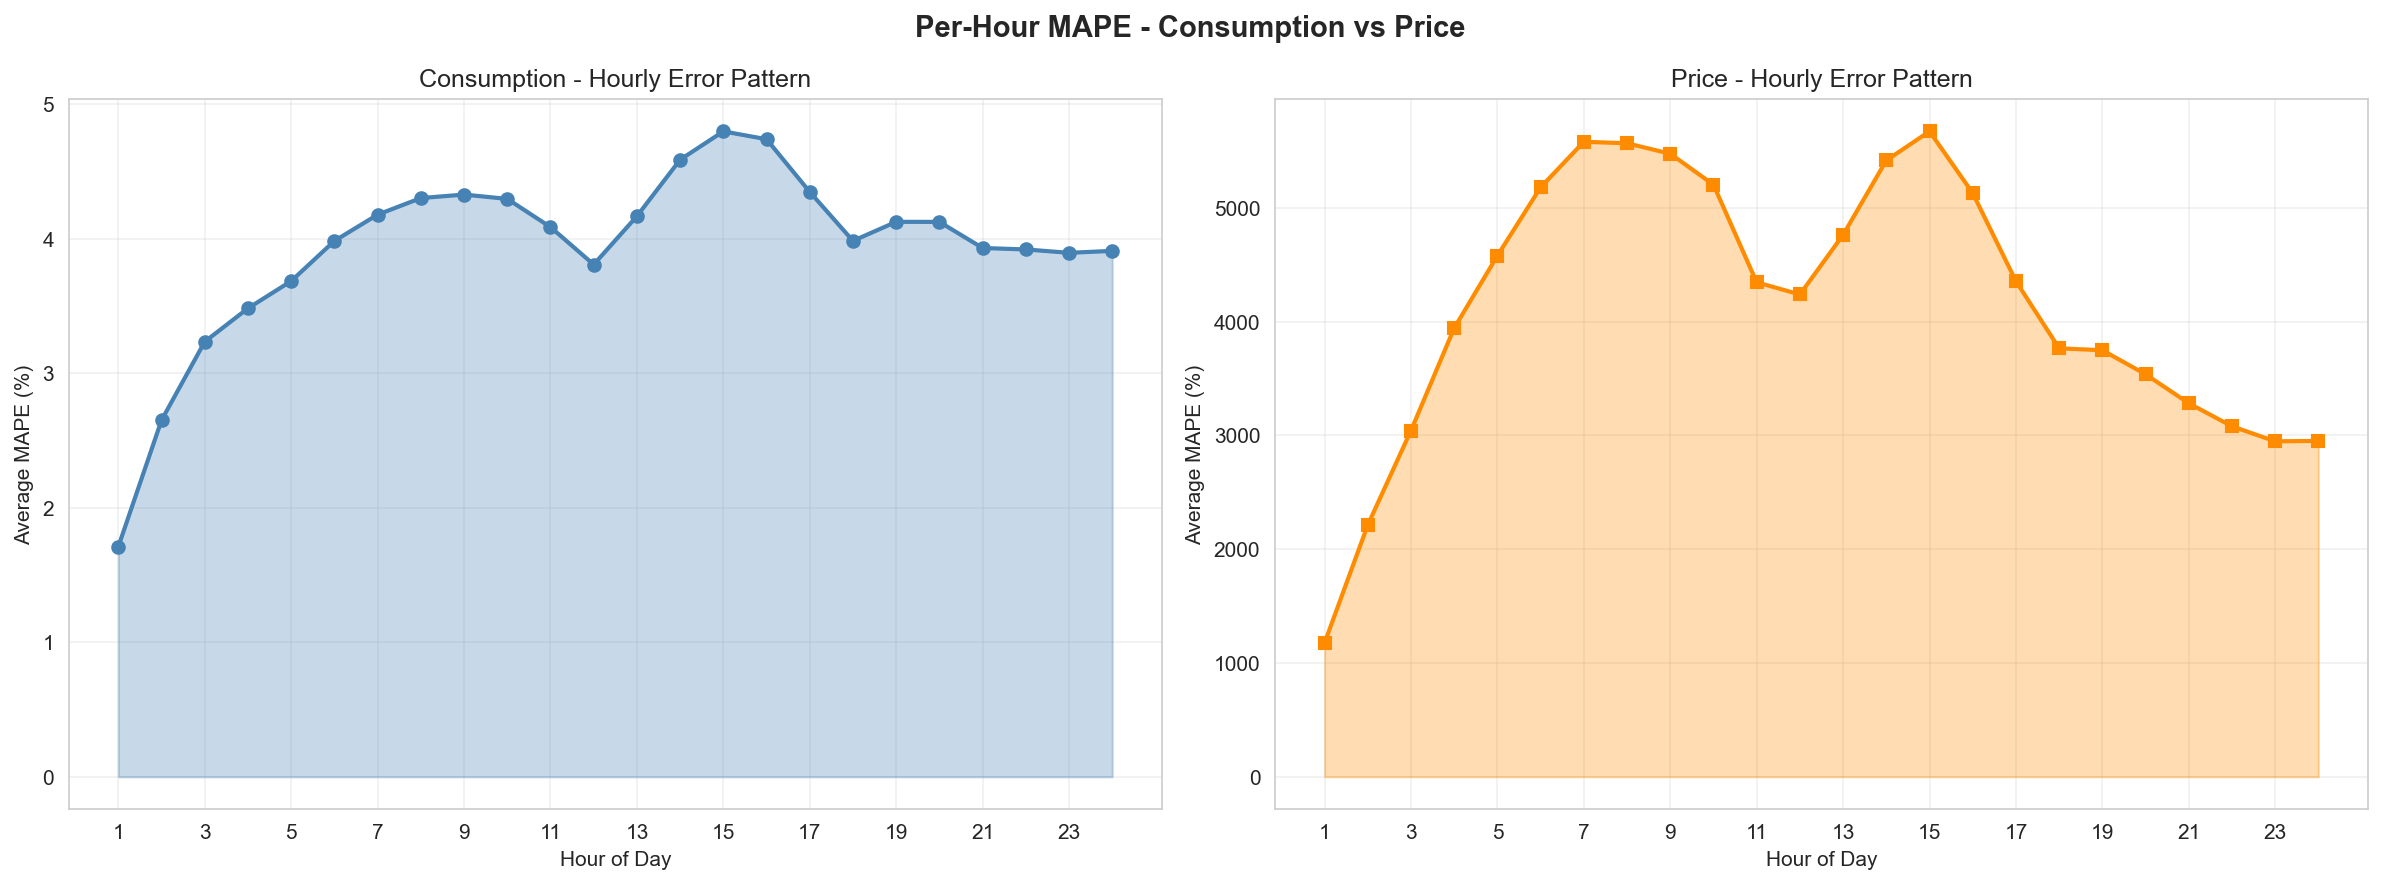 Per-Hour MAPE - Consumption vs Price
Consumption - Hourly Error Pattern
Average MAPE (%)
5
4
3
2
1
0
1 3 5 7 9 11 13 15 17 19 21 23
Hour of Day
Price - Hourly Error Pattern
Average MAPE (%)
5000
4000
3000
2000
1000
0
1 3 5 7 9 11 13 15 17 19 21 23
Hour of Day